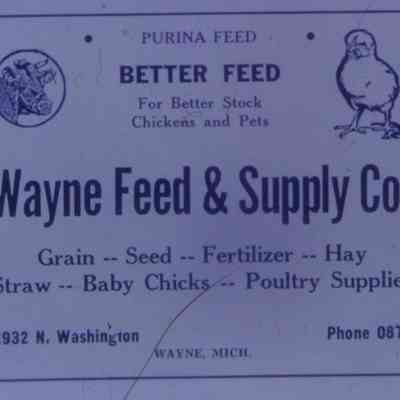 PURINA FEED
BETTER FEED
For Better Stock
Chickens and Pets
Wayne Feed & Supply Co
Grain -- Seed -- Fertilizer -- Hay
Straw -- Baby Chicks -- Poultry Supplie
932 N. Washington Phone 087
WAYNE, MICH.